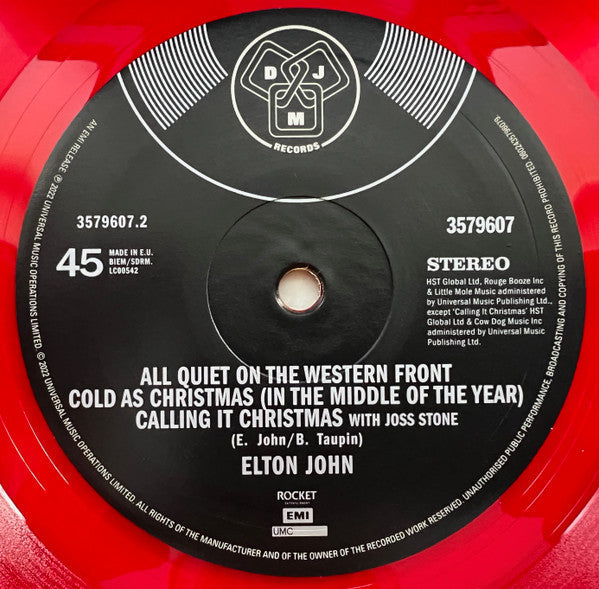 D J
M
RECORDS
3579607.2
45
MADE IN E.U.
BIEM/SDRM.
LC00542
3579607
STEREO
HST Global Ltd, Rouge Booze Inc
& Little Mole Music administered
by Universal Music Publishing Ltd.,
except 'Calling It Christmas' HST
Global Ltd & Cow Dog Music Inc
administered by Universal Music
Publishing Ltd.
ALL QUIET ON THE WESTERN FRONT
COLD AS CHRISTMAS (IN THE MIDDLE OF THE YEAR)
CALLING IT CHRISTMAS WITH JOSS STONE
(E. John/B. Taupin)
ELTON JOHN
ROCKET
ENTERTAINMENT
EMI
UMC
AN EMI RELEASE ℗ 2022 UNIVERSAL MUSIC OPERATIONS LIMITED. © 2022 UNIVERSAL MUSIC OPERATIONS LIMITED. ALL RIGHTS OF THE MANUFACTURER AND OF THE OWNER OF THE RECORDED WORK RESERVED. UNAUTHORISED PUBLIC PERFORMANCE, BROADCASTING AND COPYING OF THIS RECORD PROHIBITED